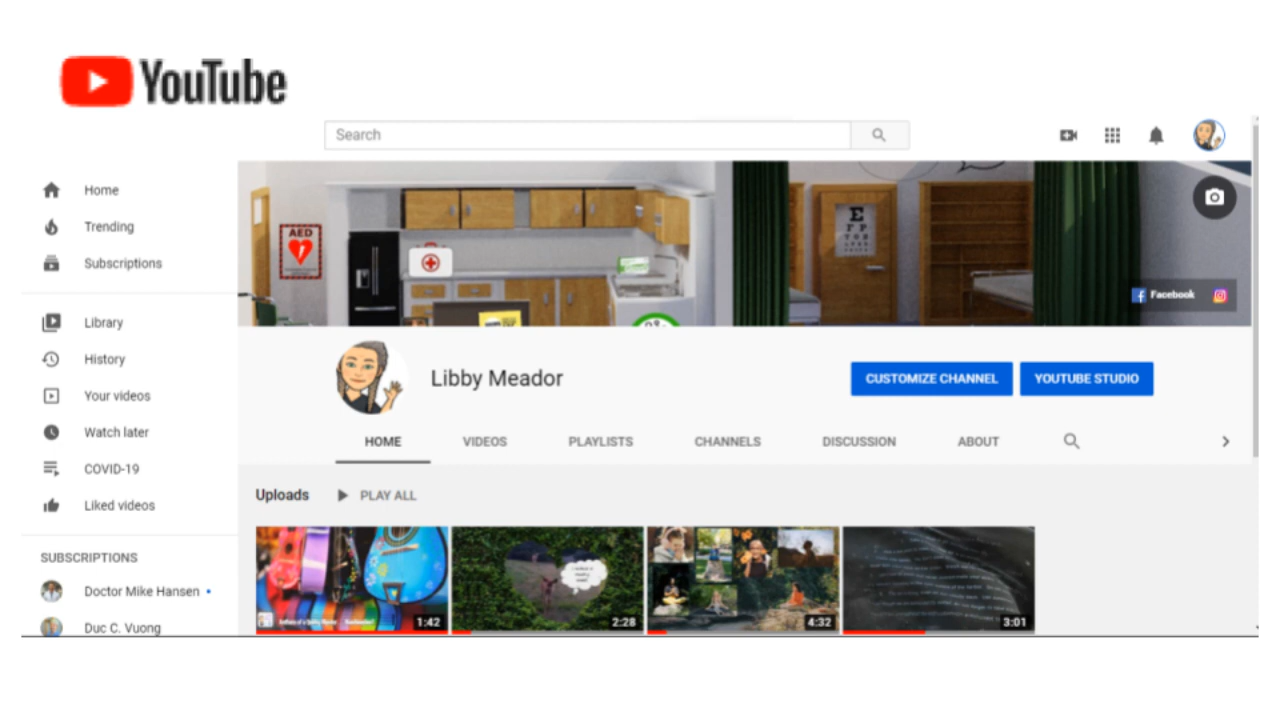 YouTube
Search
Home
Trending
Subscriptions
Library
History
Your videos
Watch later
COVID-19
Liked videos
SUBSCRIPTIONS
Doctor Mike Hansen
Duc C. Vuong
AED
E
F P
Facebook
Libby Meador
CUSTOMIZE CHANNEL
YOUTUBE STUDIO
HOME
VIDEOS
PLAYLISTS
CHANNELS
DISCUSSION
ABOUT
Uploads
PLAY ALL
1:42
2:28
4:32
3:01